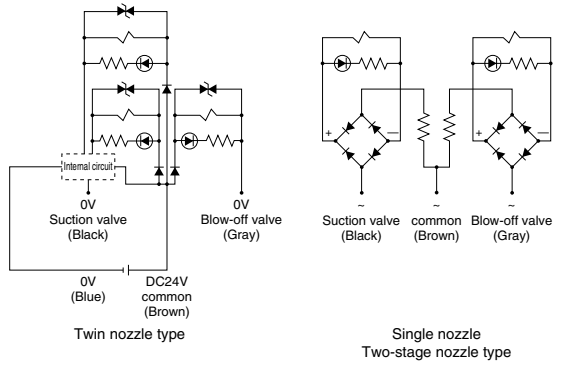 Internal circuit
0V
Suction valve
(Black)
0V
Blow-off valve
(Gray)
0V
(Blue)
DC24V
common
(Brown)
Twin nozzle type
+
—
+
—
~
Suction valve
(Black)
~
common
(Brown)
~
Blow-off valve
(Gray)
Single nozzle
Two-stage nozzle type